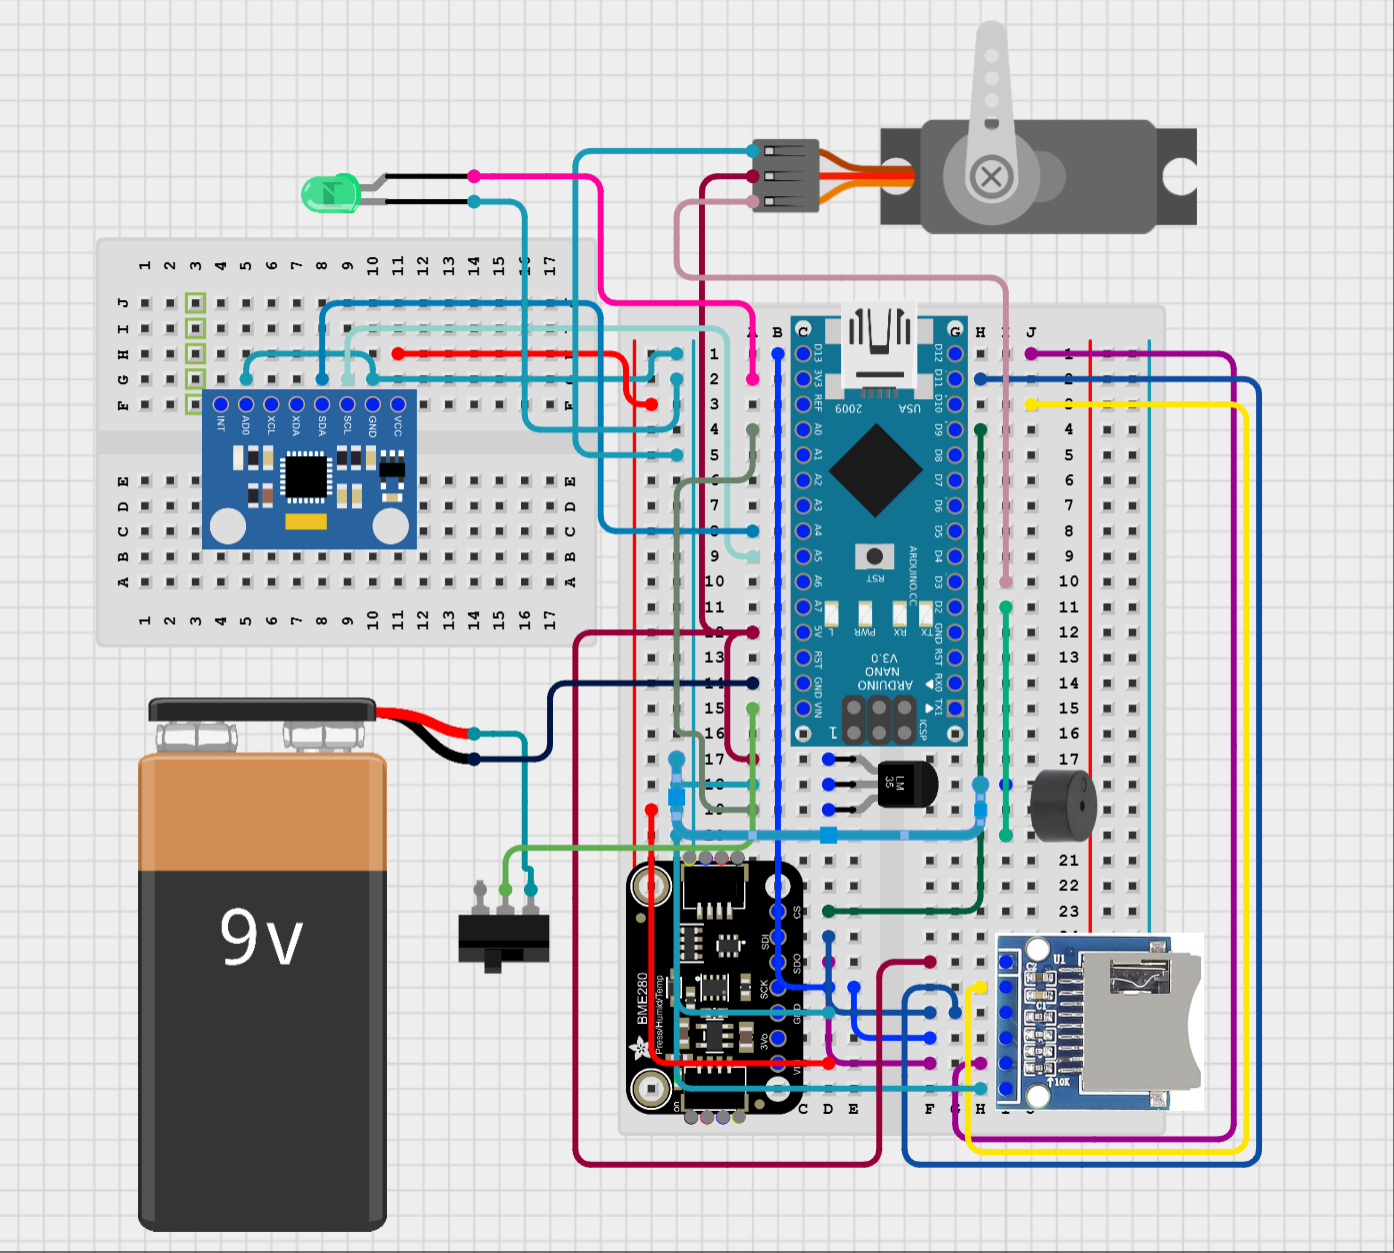 1 2 3 4 5 6 7 8 9 10 11 12 13 14 15 16 17
J
I
H
G
F
INT AD0 XCL XDA SDA SCL GND VCC
E E
D D
C C
B B
A A
1 2 3 4 5 6 7 8 9 10 11 12 13 14 15 16 17
A B C G H I J
1 D13 D12 1
2 3V3 D11 2
3 REF 2009 USA D10 3
4 A0 D9 4
5 A1 D8 5
6 A2 D7 6
7 A3 D6 7
8 A4 D5 8
9 A5 D4 9
10 A6 RST ARDUINO.CC D3 10
11 A7 D2 11
12 5V L PWR RX TX GND 12
13 RST V3.0 RST 13
14 GND NANO RX0 14
15 VIN ARDUINO TX1 15
16 1 ICSP 16
17 17
18
19 LM
35
20
21
22
23
24
9v
CS
SDI
SDO
SCK
GND
3Vo
BME280
Press/Humid/Temp
on
U1
C2
C1
10K
C D E F G H I J